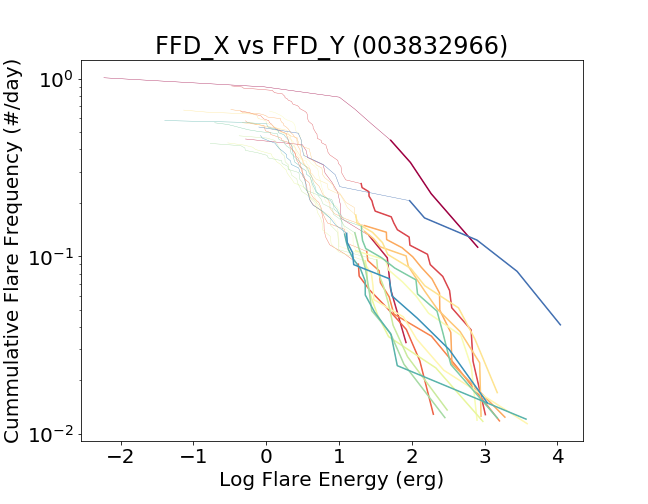 FFD_X vs FFD_Y (003832966)
Cummulative Flare Frequency (#/day)
10⁰
10⁻¹
10⁻²
−2 −1 0 1 2 3 4
Log Flare Energy (erg)